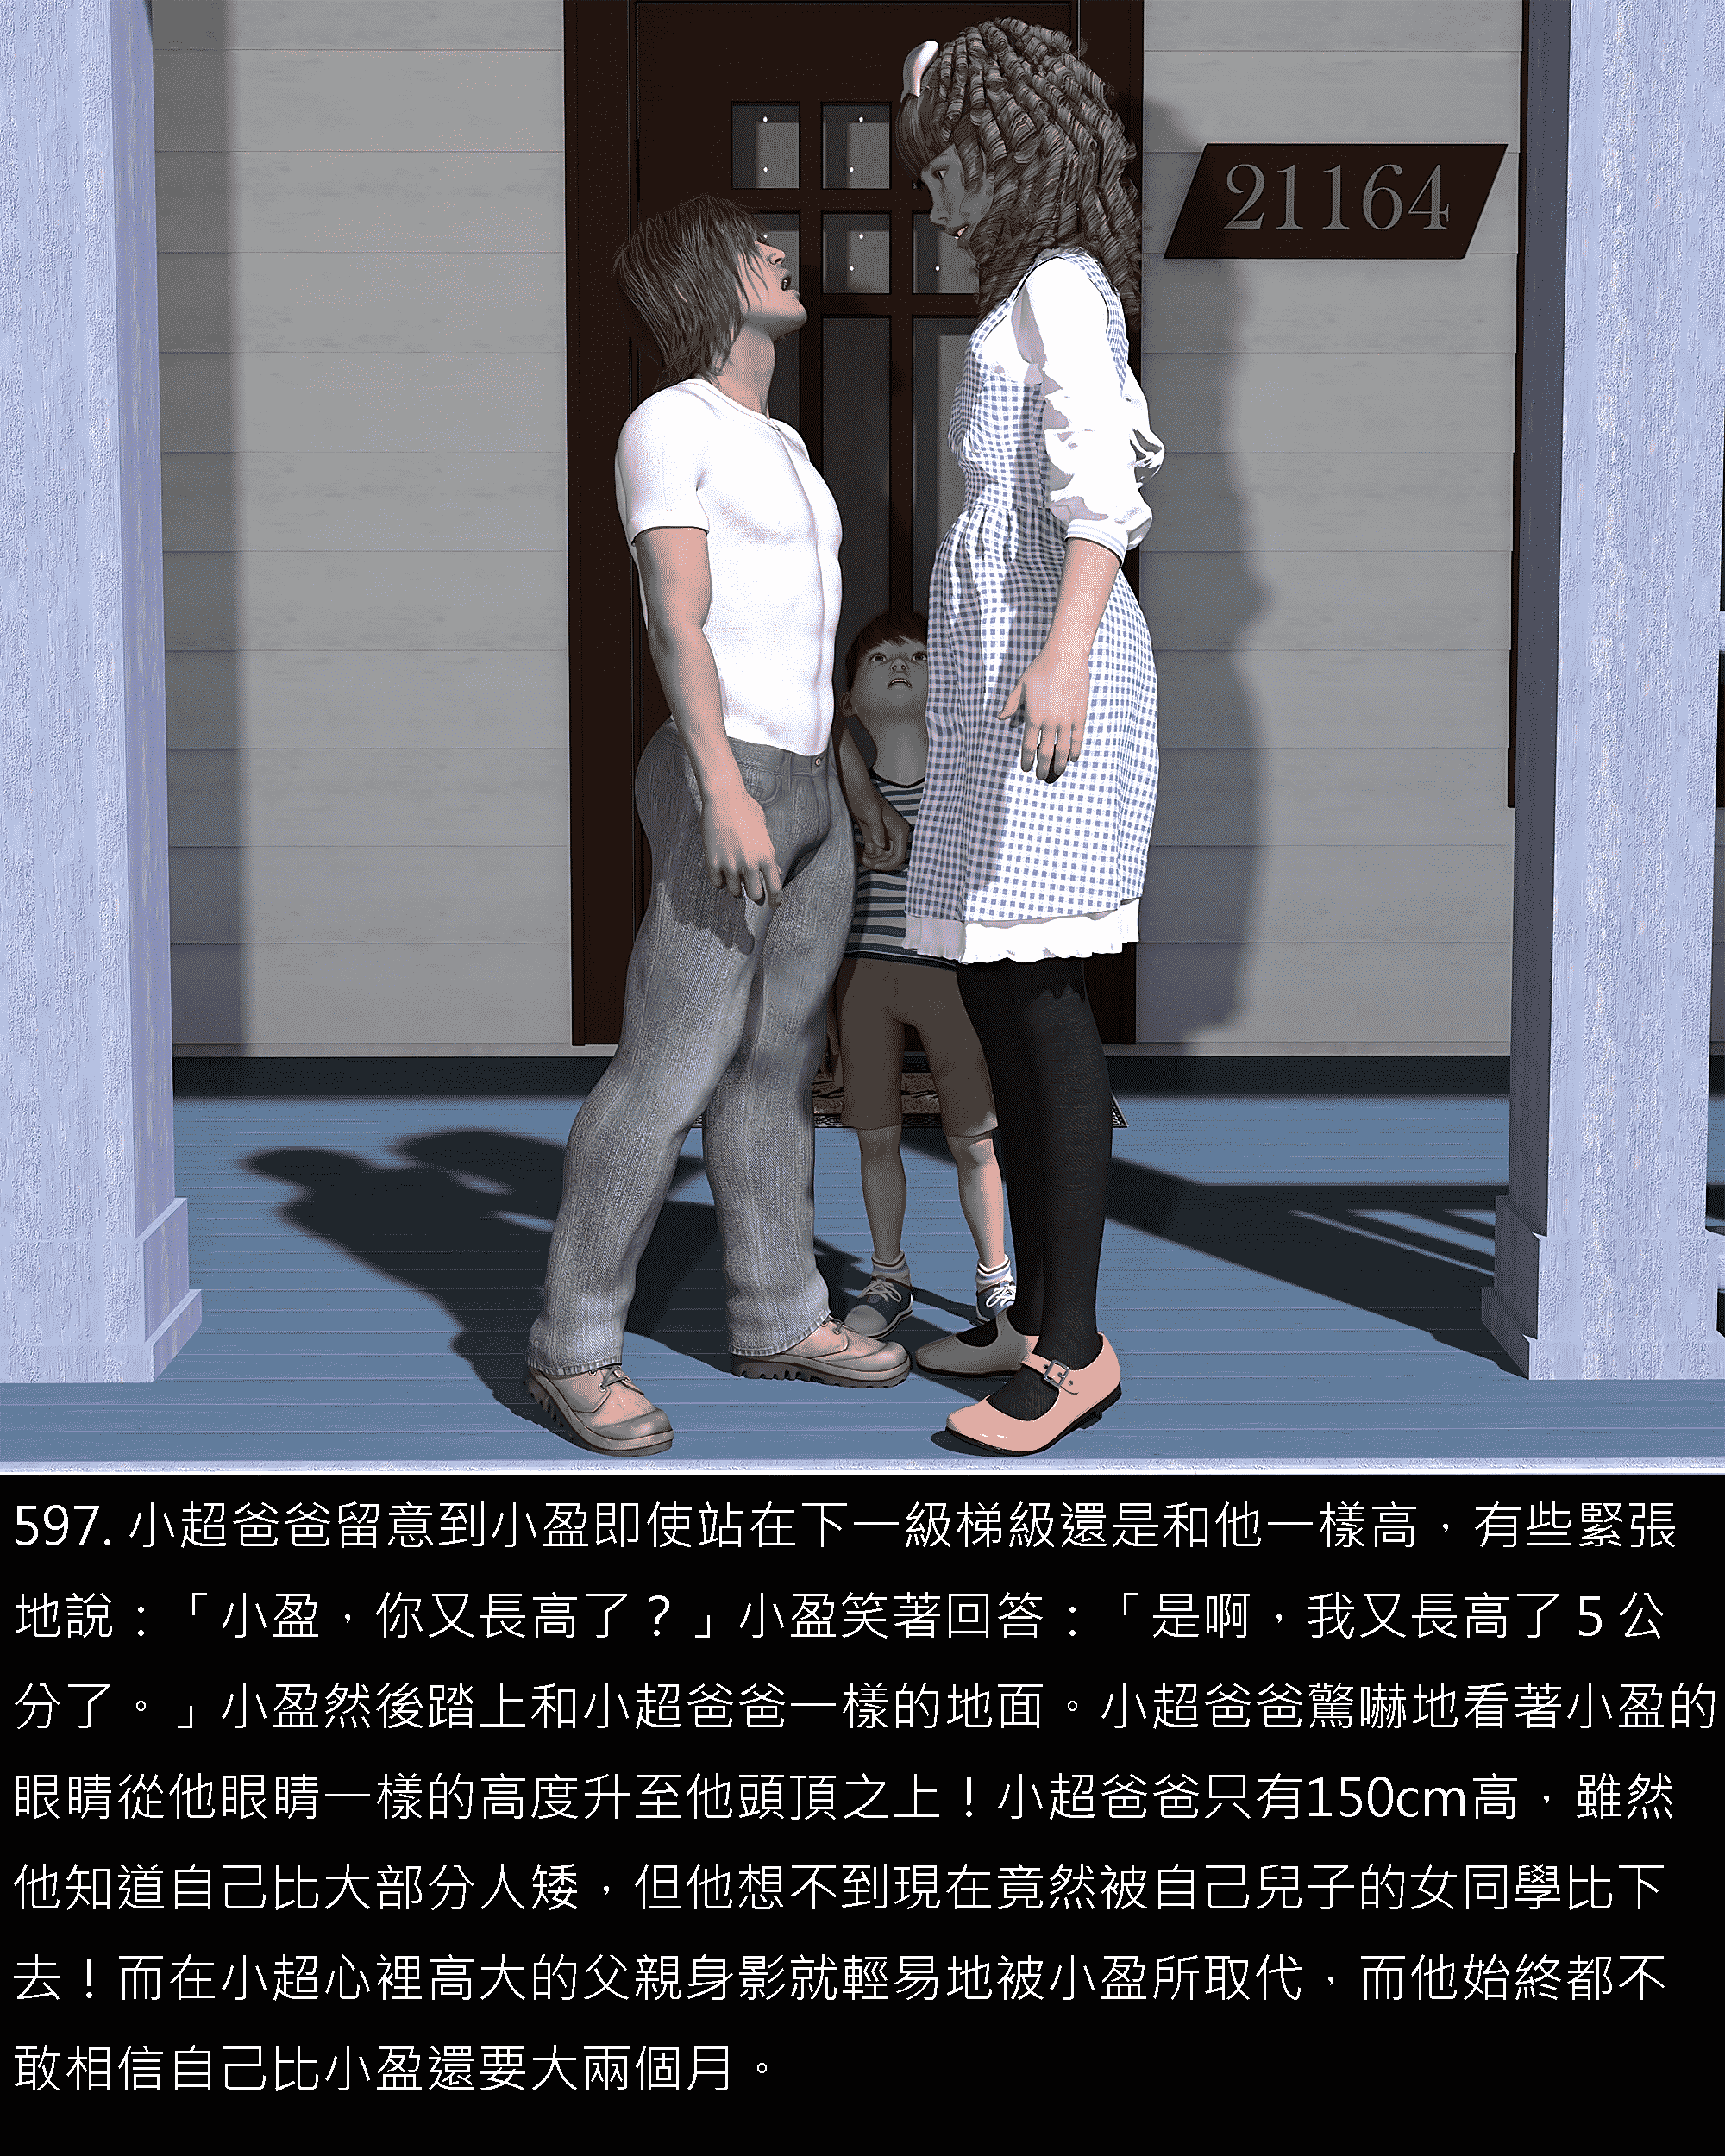 21164
597. 小超爸爸留意到小盈即使站在下一級梯級還是和他一樣高，有些緊張
地說：「小盈，你又長高了？」小盈笑著回答：「是啊，我又長高了 5 公
分了。」小盈然後踏上和小超爸爸一樣的地面。小超爸爸驚嚇地看著小盈的
眼睛從他眼睛一樣的高度升至他頭頂之上！小超爸爸只有150cm高，雖然
他知道自己比大部分人矮，但他想不到現在竟然被自己兒子的女同學比下
去！而在小超心裡高大的父親身影就輕易地被小盈所取代，而他始終都不
敢相信自己比小盈還要大兩個月。